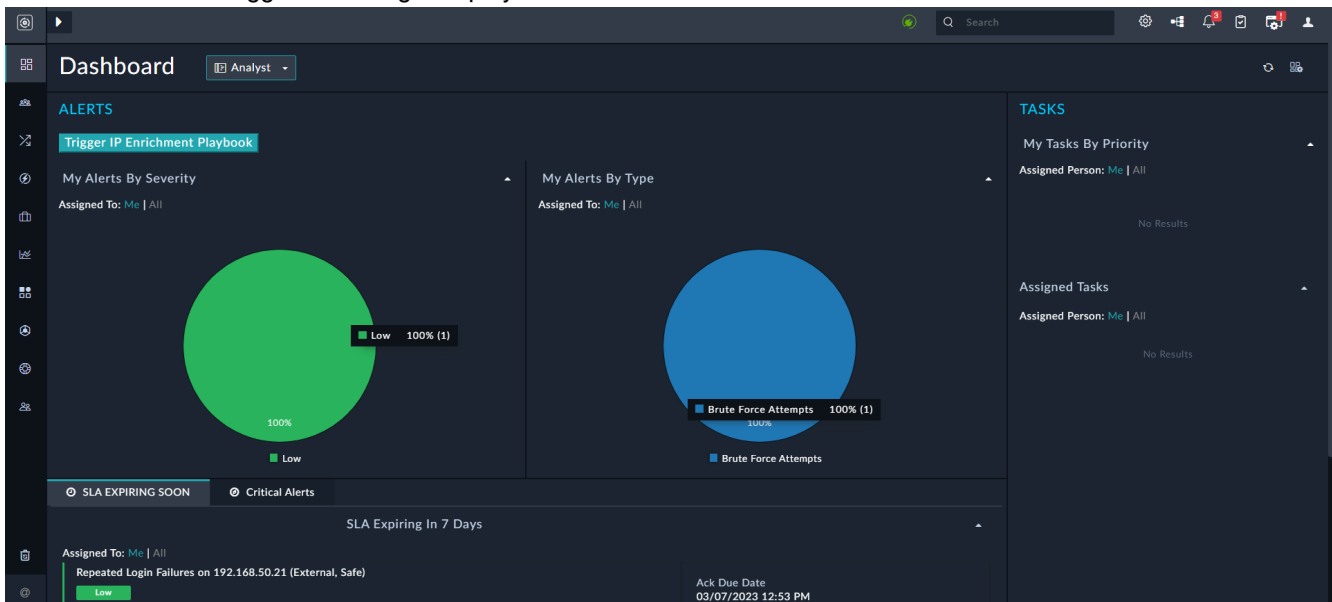 Search
3
!
Dashboard
Analyst
ALERTS
Trigger IP Enrichment Playbook
My Alerts By Severity
Assigned To: Me | All
Low 100% (1)
100%
Low
My Alerts By Type
Assigned To: Me | All
Brute Force Attempts 100% (1)
100%
Brute Force Attempts
TASKS
My Tasks By Priority
Assigned Person: Me | All
No Results
Assigned Tasks
Assigned Person: Me | All
No Results
SLA EXPIRING SOON
Critical Alerts
SLA Expiring In 7 Days
Assigned To: Me | All
Repeated Login Failures on 192.168.50.21 (External, Safe)
Low
Ack Due Date
03/07/2023 12:53 PM
@